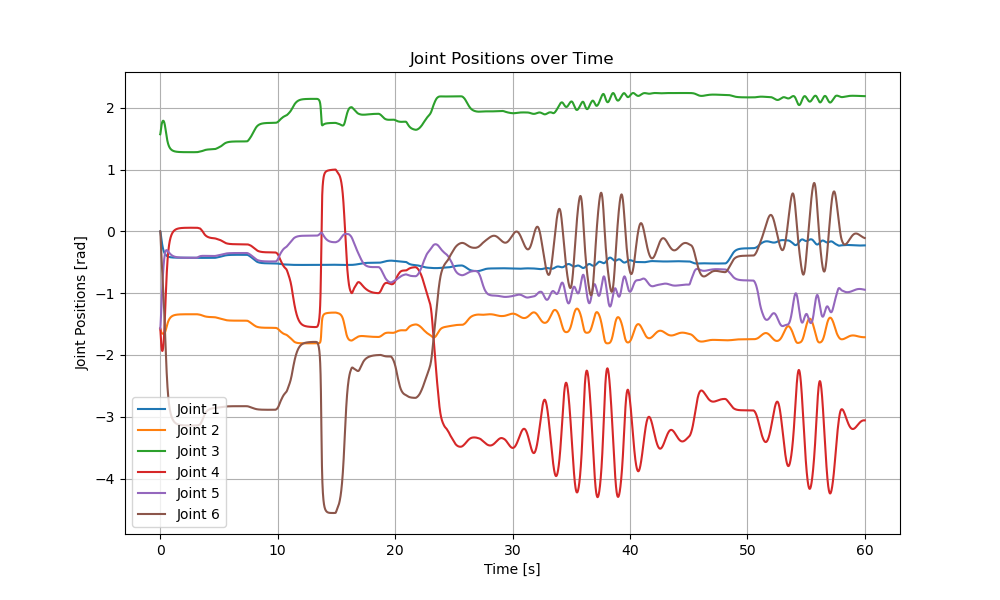 Joint Positions over Time
Joint Positions [rad]
2
1
0
−1
−2
−3
−4
Joint 1
Joint 2
Joint 3
Joint 4
Joint 5
Joint 6
0 10 20 30 40 50 60
Time [s]